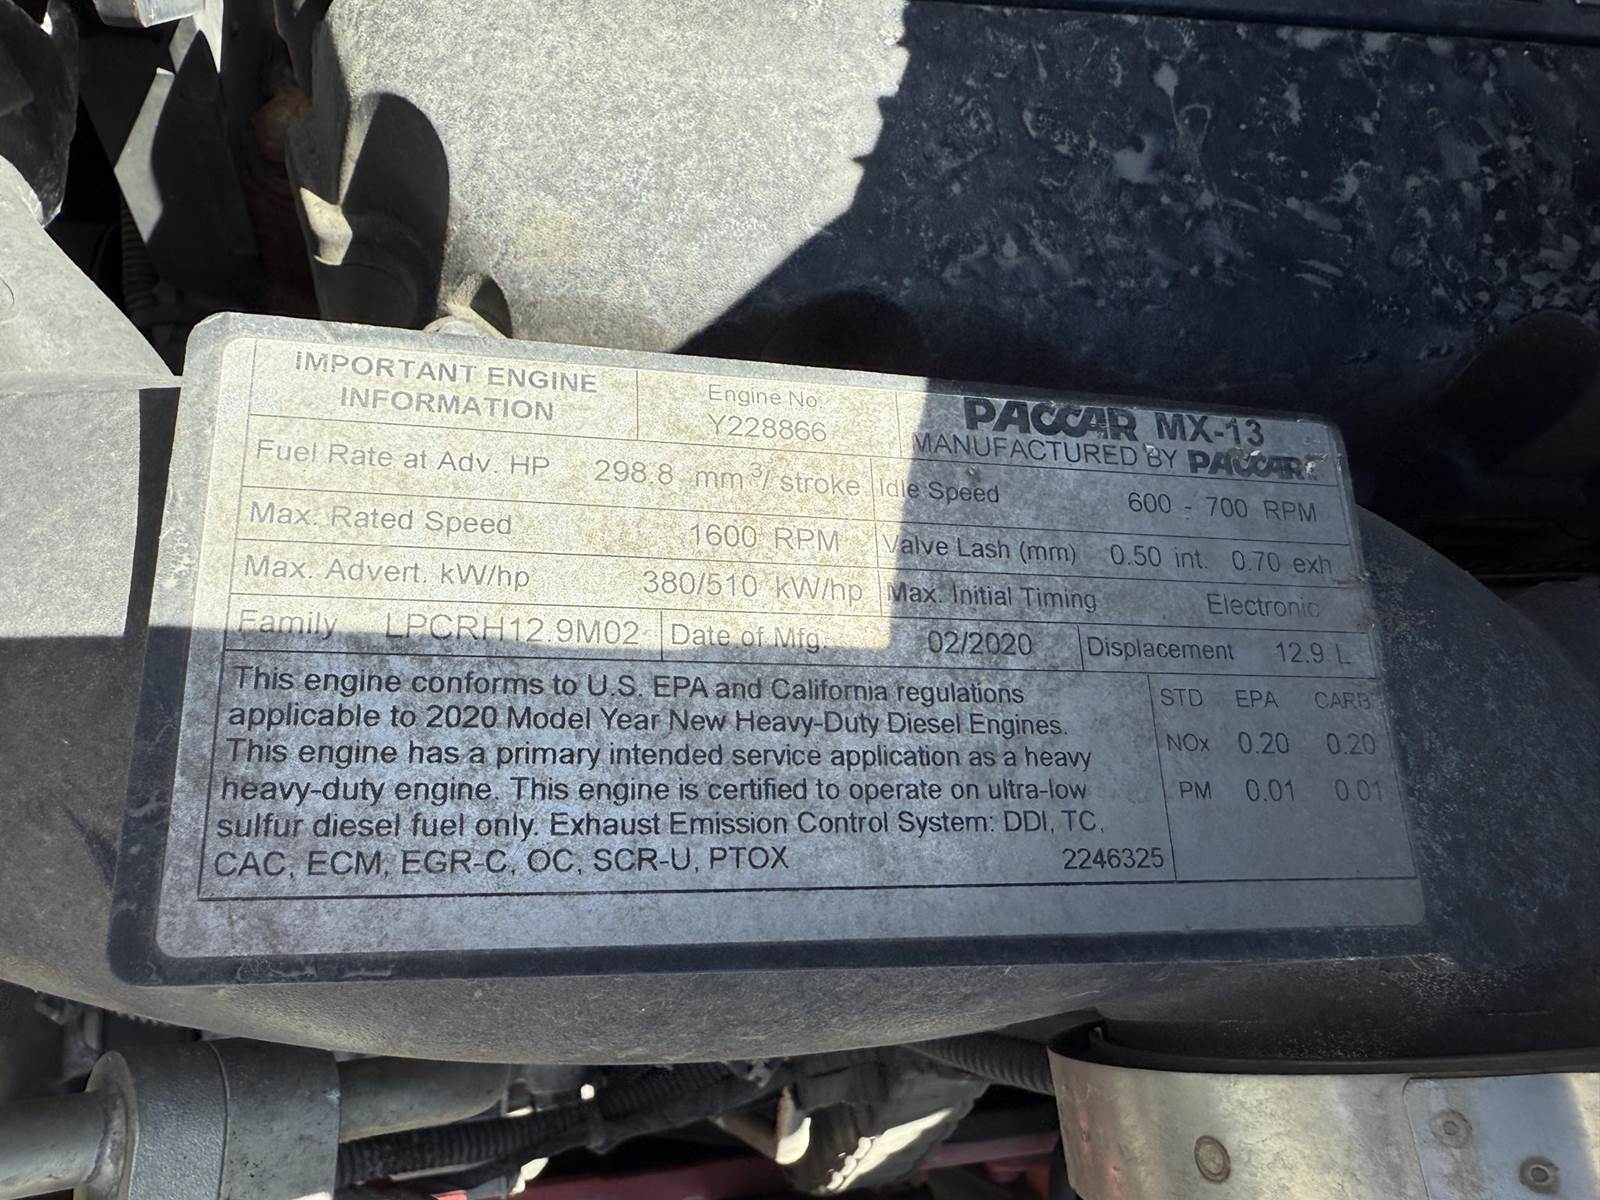 IMPORTANT ENGINE
INFORMATION
Engine No.
Y228866
PACCAR MX-13
MANUFACTURED BY PACCAR
Fuel Rate at Adv. HP 298.8 mm³/ stroke
Idle Speed 600 - 700 RPM
Max. Rated Speed 1600 RPM
Valve Lash (mm) 0.50 int. 0.70 exh
Max. Advert. kW/hp 380/510 kW/hp
Max. Initial Timing Electronic
Family LPCRH12.9M02
Date of Mfg. 02/2020
Displacement 12.9 L
This engine conforms to U.S. EPA and California regulations
applicable to 2020 Model Year New Heavy-Duty Diesel Engines.
This engine has a primary intended service application as a heavy
heavy-duty engine. This engine is certified to operate on ultra-low
sulfur diesel fuel only. Exhaust Emission Control System: DDI, TC,
CAC, ECM, EGR-C, OC, SCR-U, PTOX 2246325
STD EPA CARB
NOx 0.20 0.20
PM 0.01 0.01